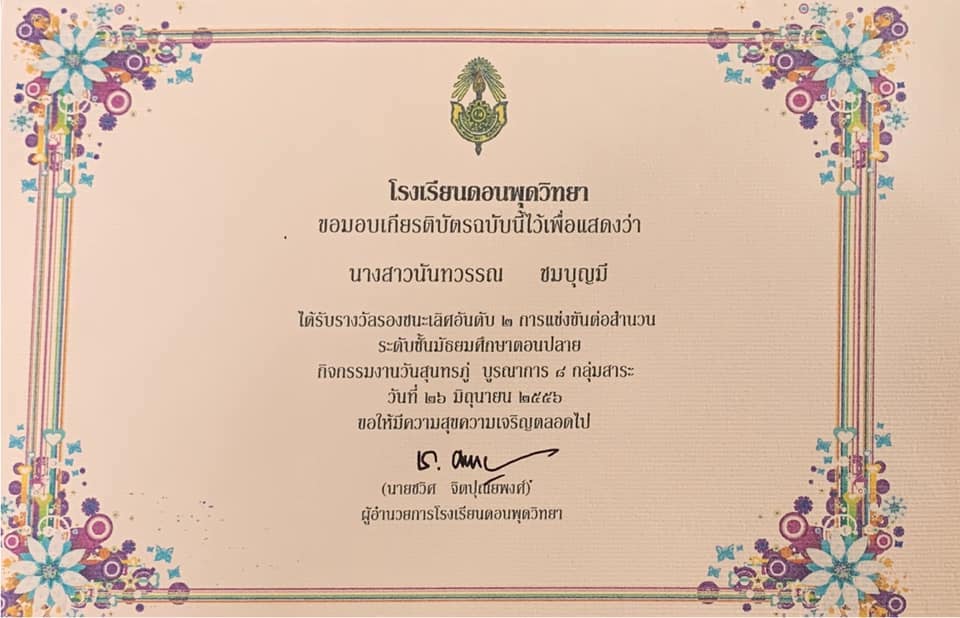 โรงเรียนดอนพุดวิทยา
ขอมอบเกียรติบัตรฉบับนี้ไว้เพื่อแสดงว่า
นางสาวนันทวรรณ ชมบุญมี
ได้รับรางวัลรองชนะเลิศอันดับ ๒ การแข่งขันต่อสำนวน
ระดับชั้นมัธยมศึกษาตอนปลาย
กิจกรรมงานวันสุนทรภู่ บูรณาการ ๘ กลุ่มสาระ
วันที่ ๒๖ มิถุนายน ๒๕๕๖
ขอให้มีความสุขความเจริญตลอดไป
(นายชวิศ จิตปุณยพงศ์)
ผู้อำนวยการโรงเรียนดอนพุดวิทยา